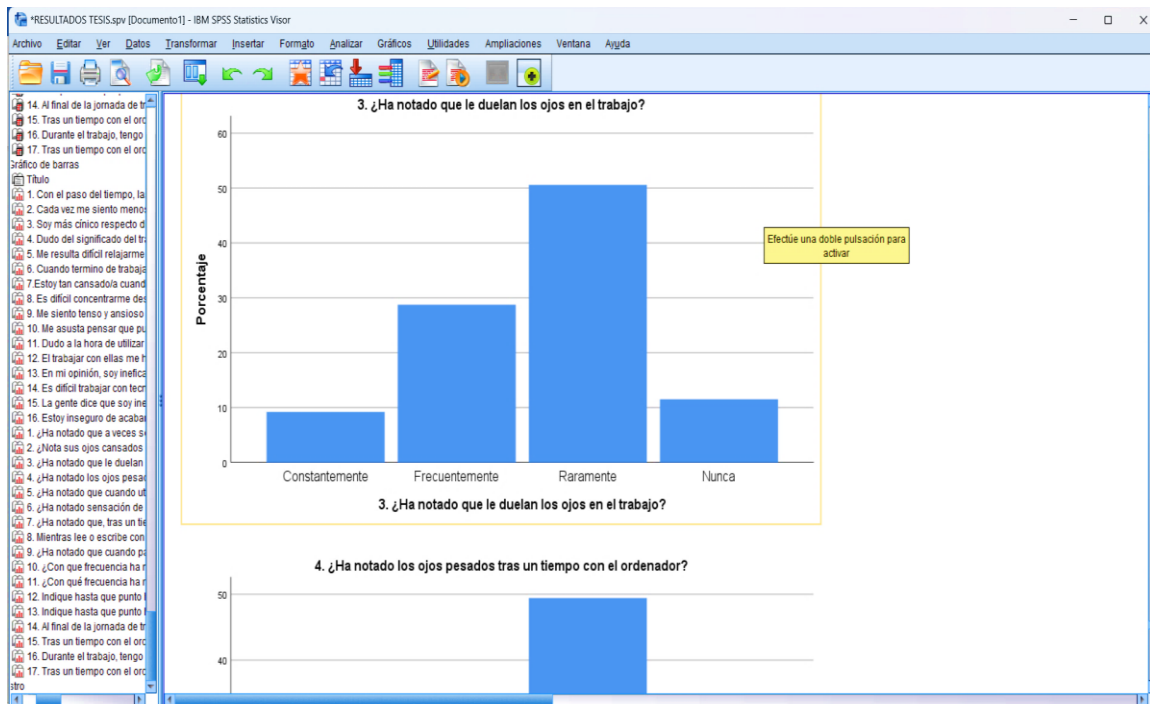 *RESULTADOS TESIS.spv [Documento1] - IBM SPSS Statistics Visor
Archivo Editar Ver Datos Transformar Insertar Formato Analizar Gráficos Utilidades Ampliaciones Ventana Ayuda
14. Al final de la jornada de tr
15. Tras un tiempo con el orc
16. Durante el trabajo, tengo
17. Tras un tiempo con el orc
Gráfico de barras
Título
1. Con el paso del tiempo, la
2. Cada vez me siento menos
3. Soy más cínico respecto d
4. Dudo del significado del tra
5. Me resulta difícil relajarme
6. Cuando termino de trabaja
7.Estoy tan cansado/a cuand
8. Es difícil concentrarme des
9. Me siento tenso y ansioso
10. Me asusta pensar que pu
11. Dudo a la hora de utilizar
12. El trabajar con ellas me h
13. En mi opinión, soy inefica
14. Es difícil trabajar con tecn
15. La gente dice que soy ine
16. Estoy inseguro de acabar
1. ¿Ha notado que a veces se
2. ¿Nota sus ojos cansados
3. ¿Ha notado que le duelan
4. ¿Ha notado los ojos pesad
5. ¿Ha notado que cuando ut
6. ¿Ha notado sensación de
7. ¿Ha notado que, tras un tie
8. Mientras lee o escribe con
9. ¿Ha notado que cuando pa
10. ¿Con que frecuencia ha n
11. ¿Con qué frecuencia ha n
12. Indique hasta que punto h
13. Indique hasta que punto h
14. Al final de la jornada de tr
15. Tras un tiempo con el orc
16. Durante el trabajo, tengo
17. Tras un tiempo con el orc
stro
3. ¿Ha notado que le duelan los ojos en el trabajo?
Porcentaje
60
50
40
30
20
10
0
Constantemente Frecuentemente Raramente Nunca
3. ¿Ha notado que le duelan los ojos en el trabajo?
Efectúe una doble pulsación para
activar
4. ¿Ha notado los ojos pesados tras un tiempo con el ordenador?
50
40